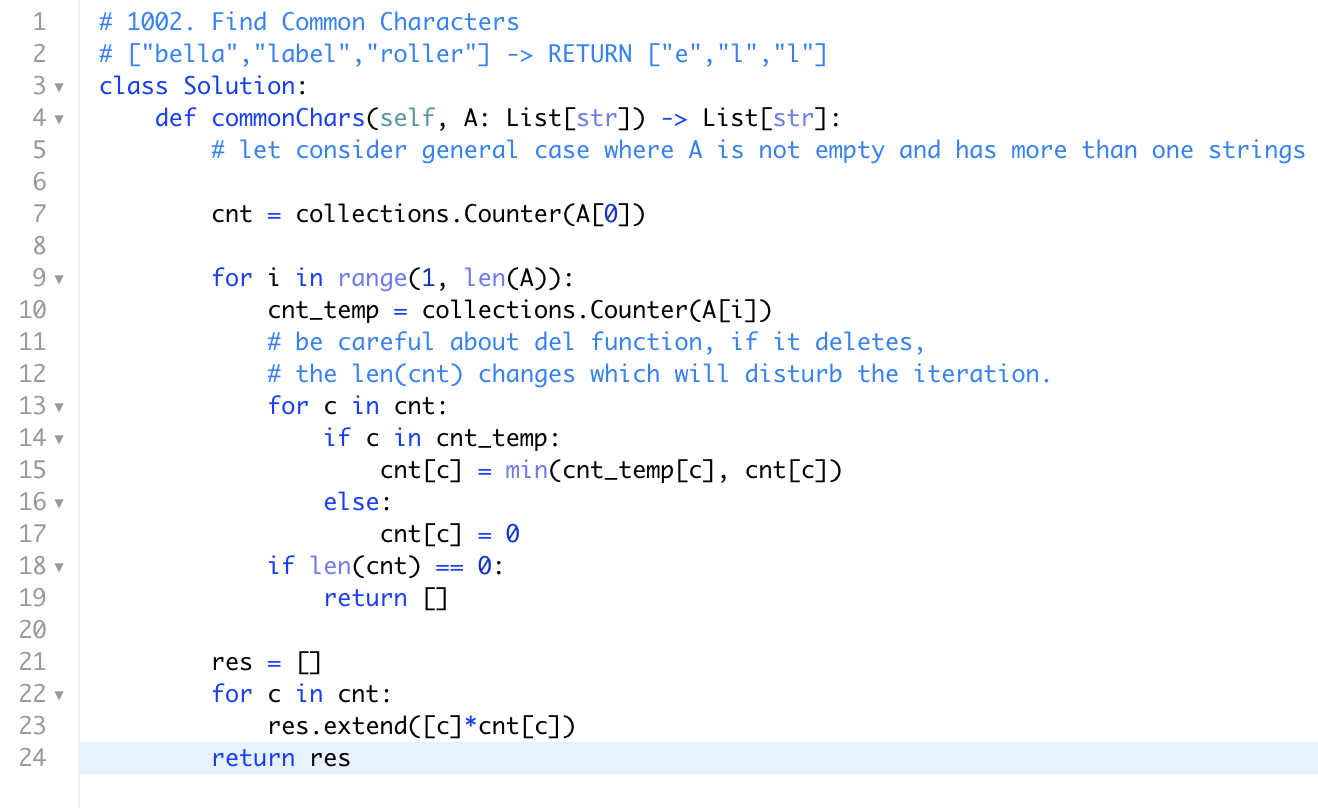 1 # 1002. Find Common Characters
2 # ["bella","label","roller"] -> RETURN ["e","l","l"]
3 ▼ class Solution:
4 ▼     def commonChars(self, A: List[str]) -> List[str]:
5         # let consider general case where A is not empty and has more than one strings
6
7         cnt = collections.Counter(A[0])
8
9 ▼         for i in range(1, len(A)):
10             cnt_temp = collections.Counter(A[i])
11             # be careful about del function, if it deletes,
12             # the len(cnt) changes which will disturb the iteration.
13 ▼             for c in cnt:
14 ▼                 if c in cnt_temp:
15                     cnt[c] = min(cnt_temp[c], cnt[c])
16 ▼                 else:
17                     cnt[c] = 0
18 ▼             if len(cnt) == 0:
19                 return []
20
21         res = []
22 ▼         for c in cnt:
23             res.extend([c]*cnt[c])
24         return res